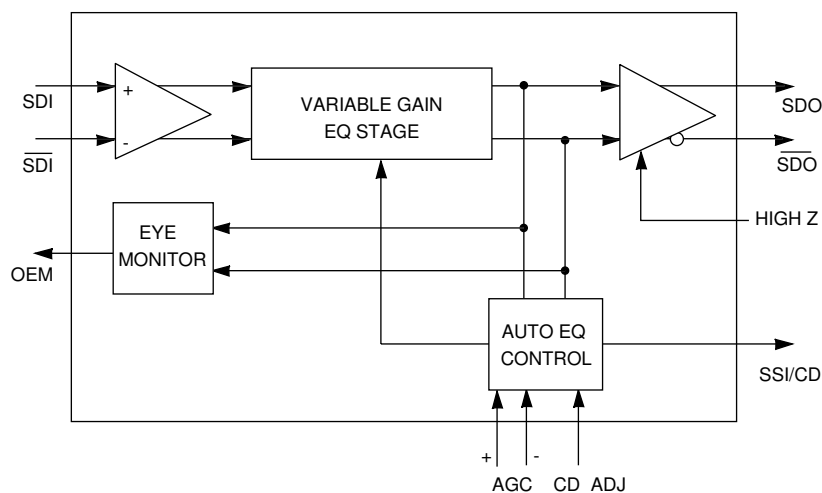 SDI
+
VARIABLE GAIN
EQ STAGE
SDO
-
SDI
SDO
HIGH Z
EYE
MONITOR
OEM
AUTO EQ
CONTROL
SSI/CD
+ -
AGC CD ADJ